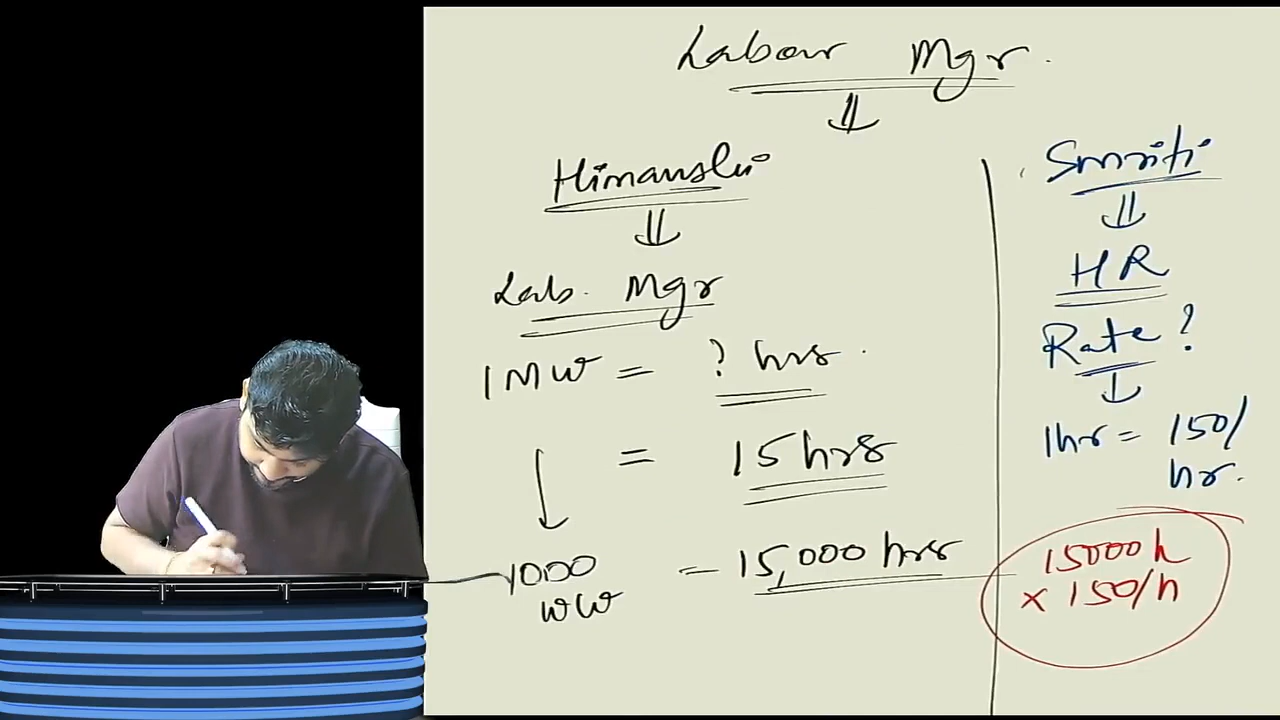 Labour Mgr.
Himanshu
Lab. Mgr
1 MW = ? hrs.
= 15 hrs
1000 = 15,000 hrs
WW
Smriti
HR
Rate?
1hr = 150/
hr.
15000 h
× 150/h